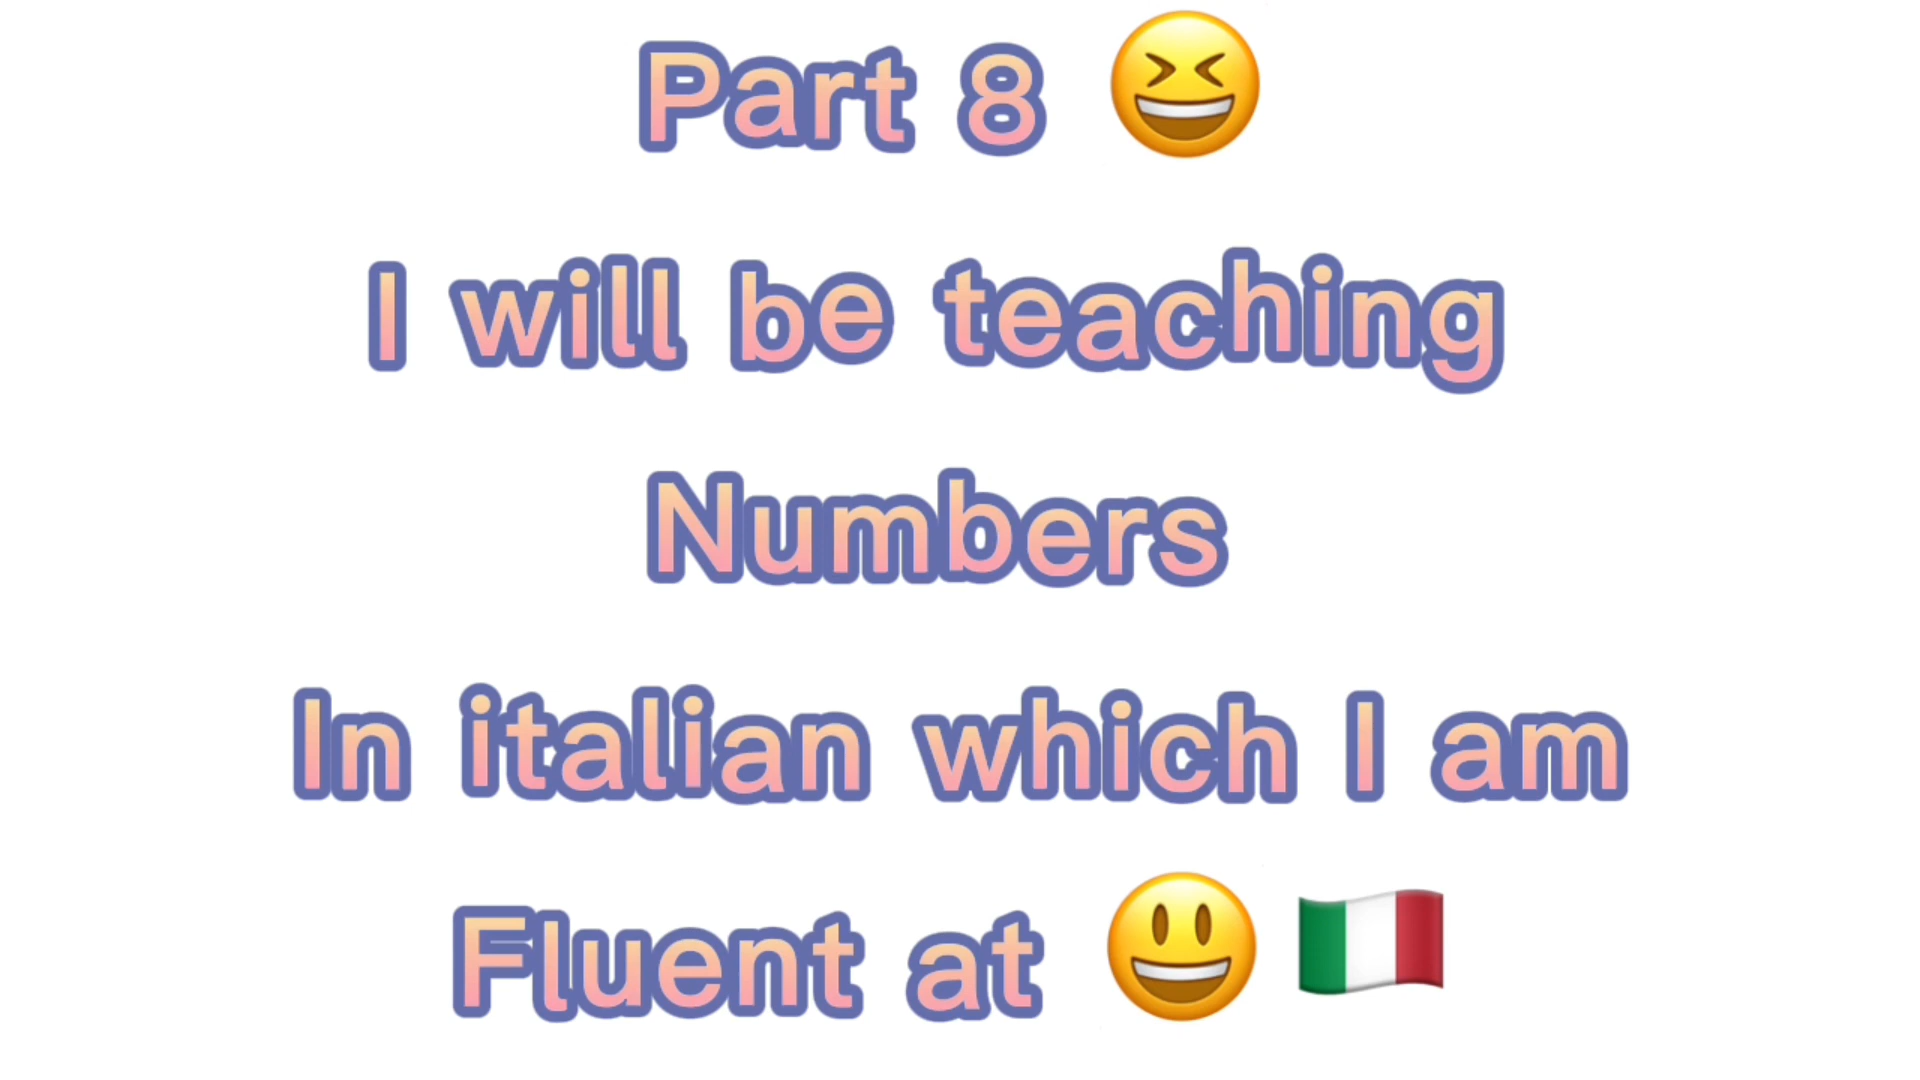 Part 8 😆
I will be teaching
Numbers
In italian which I am
Fluent at 😃 🇮🇹